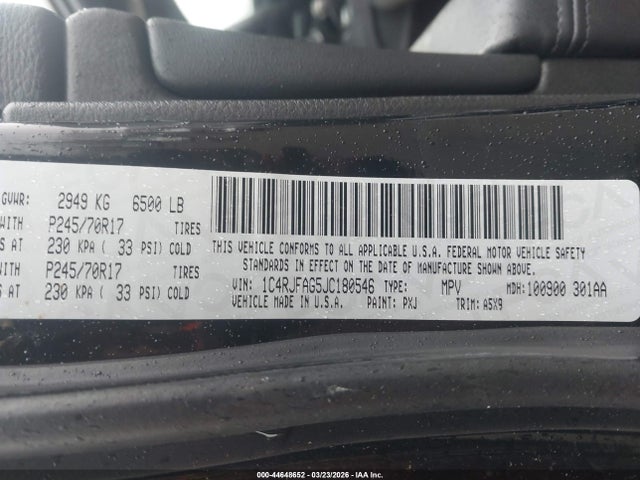 GVWR: 2949 KG 6500 LB
WITH P245/70R17 TIRES
S AT 230 KPA ( 33 PSI) COLD
WITH P245/70R17 TIRES
S AT 230 KPA ( 33 PSI) COLD
THIS VEHICLE CONFORMS TO ALL APPLICABLE U.S.A. FEDERAL MOTOR VEHICLE SAFETY
STANDARDS IN EFFECT ON THE DATE OF MANUFACTURE SHOWN ABOVE.
VIN: 1C4RJFAG5JC180546 TYPE: MPV MDH: 100900 301AA
VEHICLE MADE IN U.S.A. PAINT: PXJ TRIM: A5X9
000-44648652 - 03/23/2026 - IAA Inc.